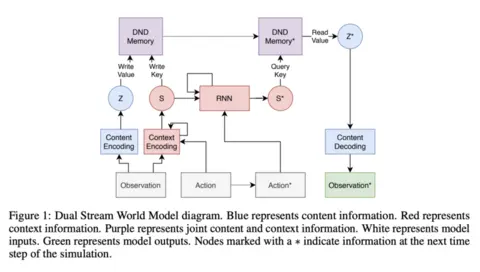 DND
Memory
DND
Memory*
Read
Value
Z*
Write
Value
Write
Key
Query
Key
Z
S
RNN
S*
Content
Encoding
Context
Encoding
Content
Decoding
Observation
Action
Action*
Observation*
Figure 1: Dual Stream World Model diagram. Blue represents content information. Red represents
context information. Purple represents joint content and context information. White represents model
inputs. Green represents model outputs. Nodes marked with a * indicate information at the next time
step of the simulation.